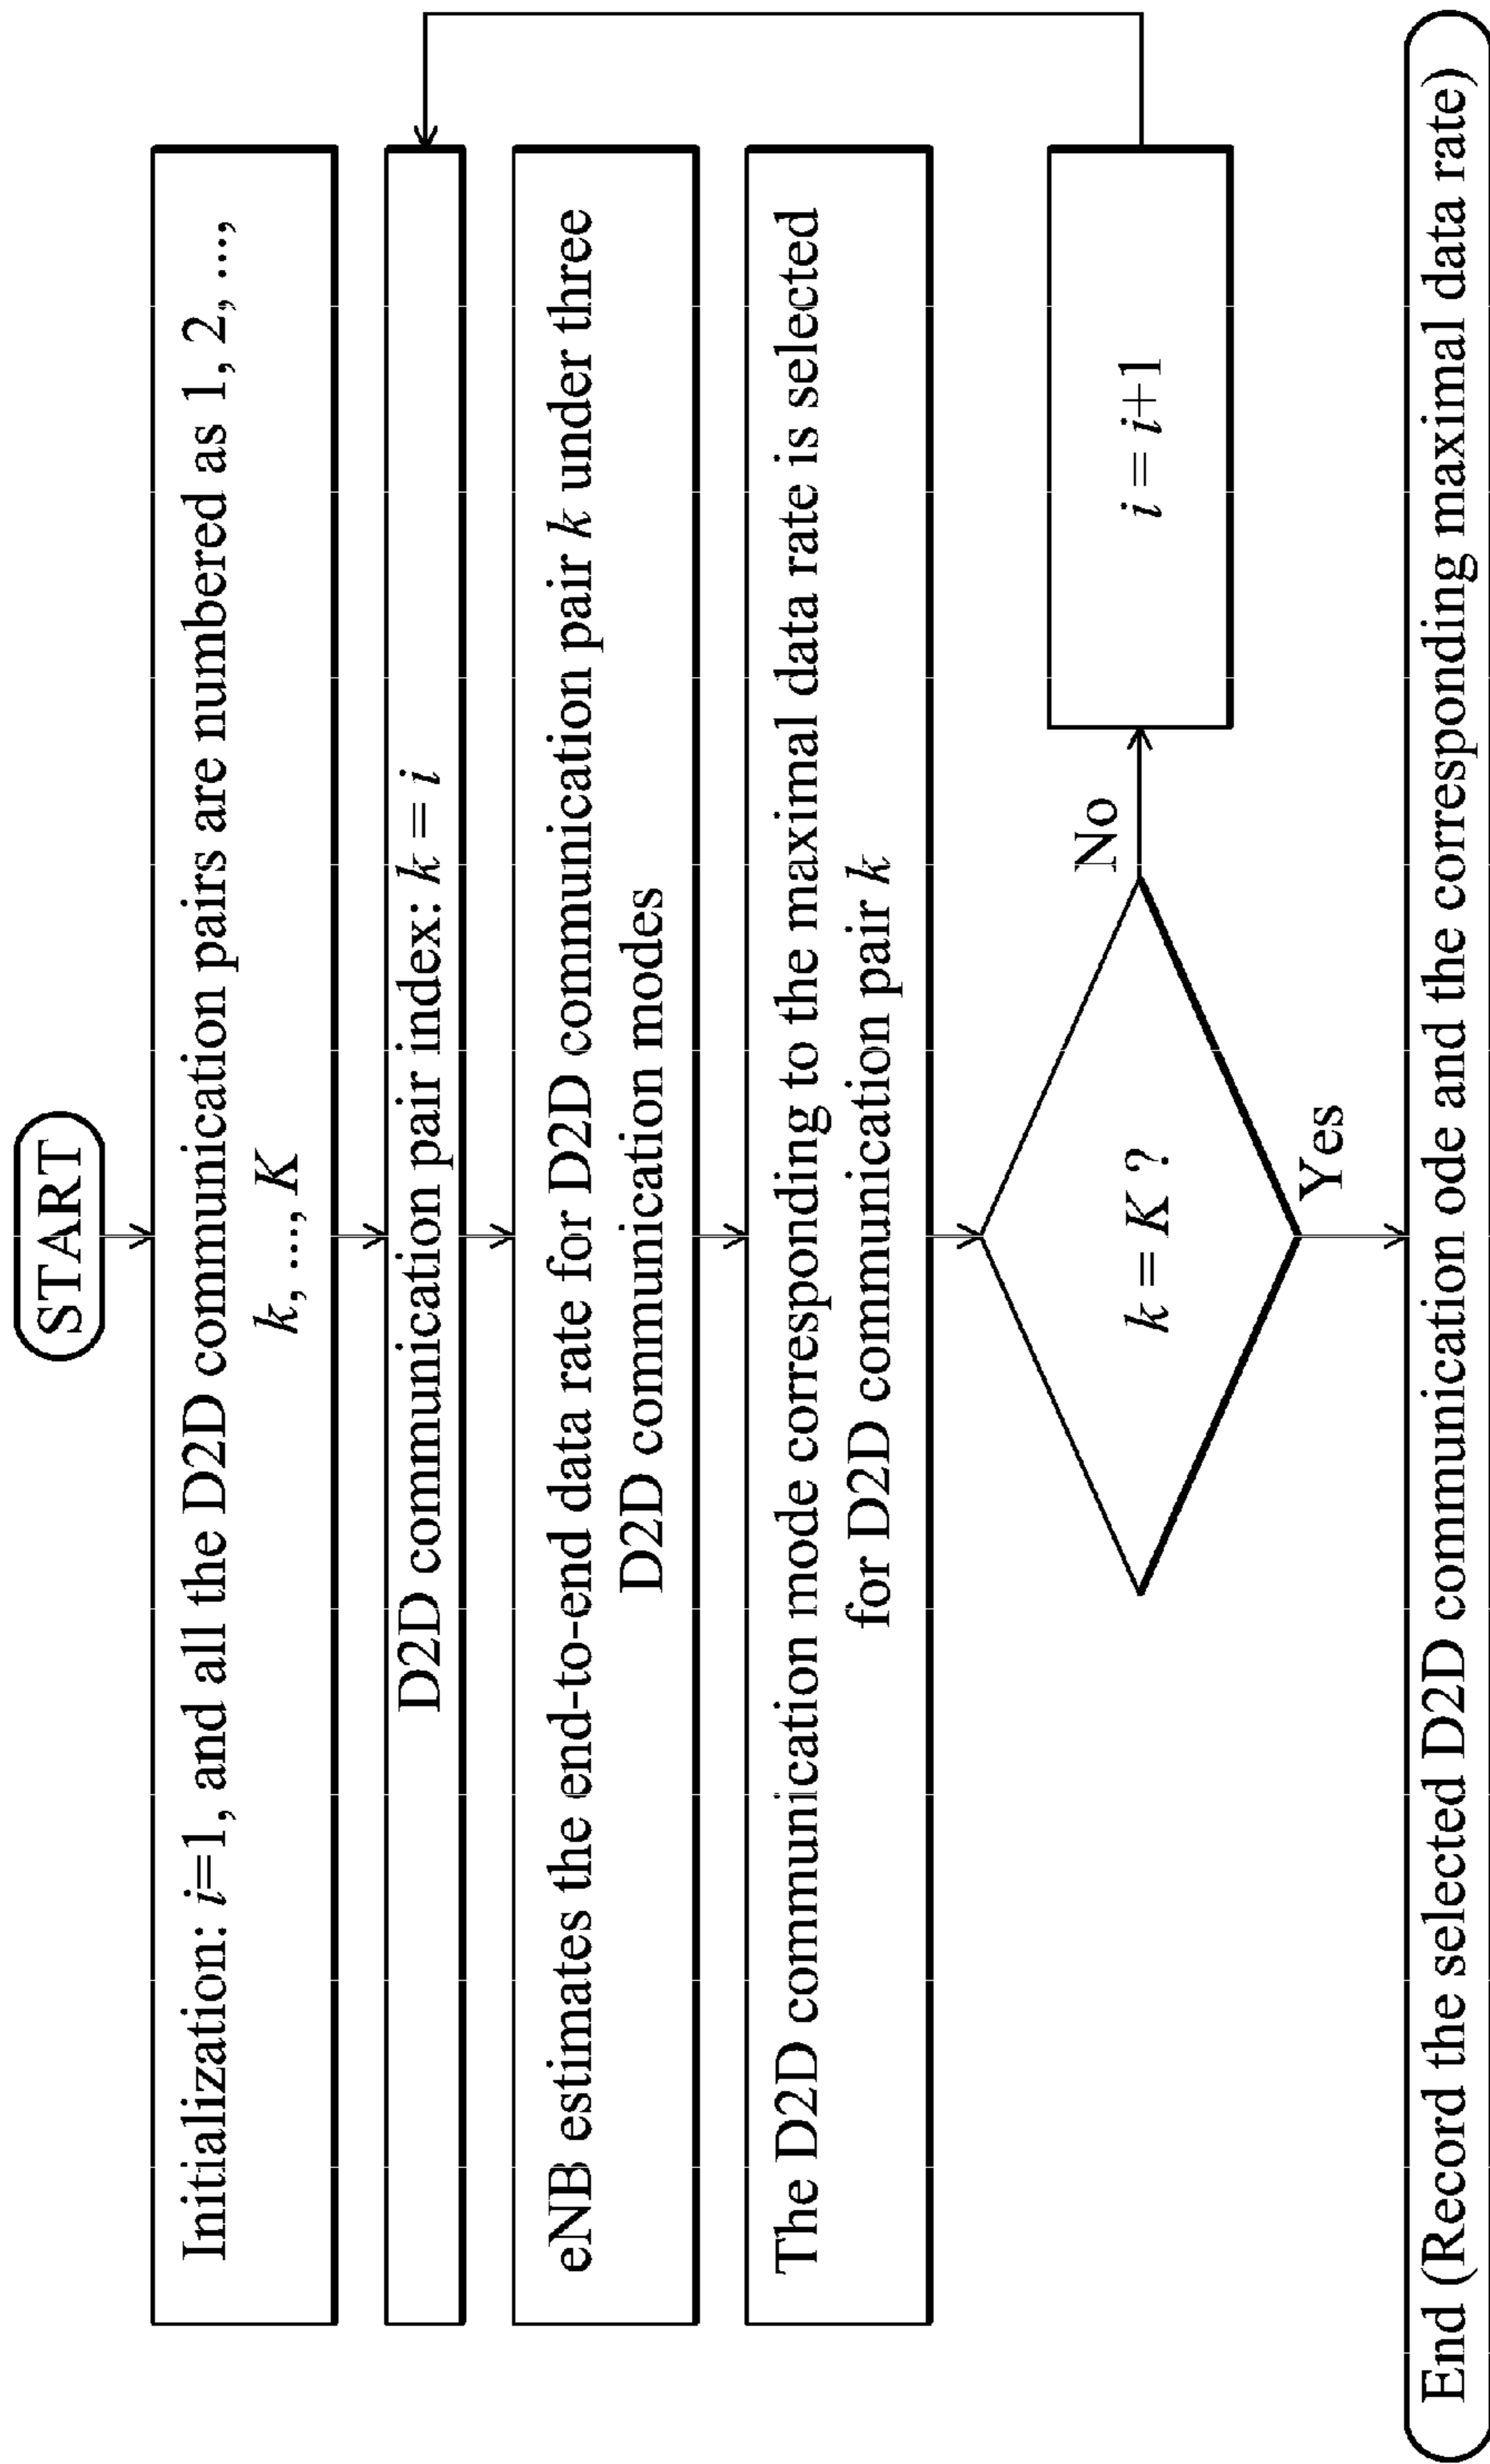 START
Initialization: i=1, and all the D2D communication pairs are numbered as 1, 2, ...,
k, ..., K
D2D communication pair index: k = i
eNB estimates the end-to-end data rate for D2D communication pair k under three
D2D communication modes
The D2D communication mode corresponding to the maximal data rate is selected
for D2D communication pair k
k = K ?
No
i = i+1
Yes
End (Record the selected D2D communication ode and the corresponding maximal data rate)